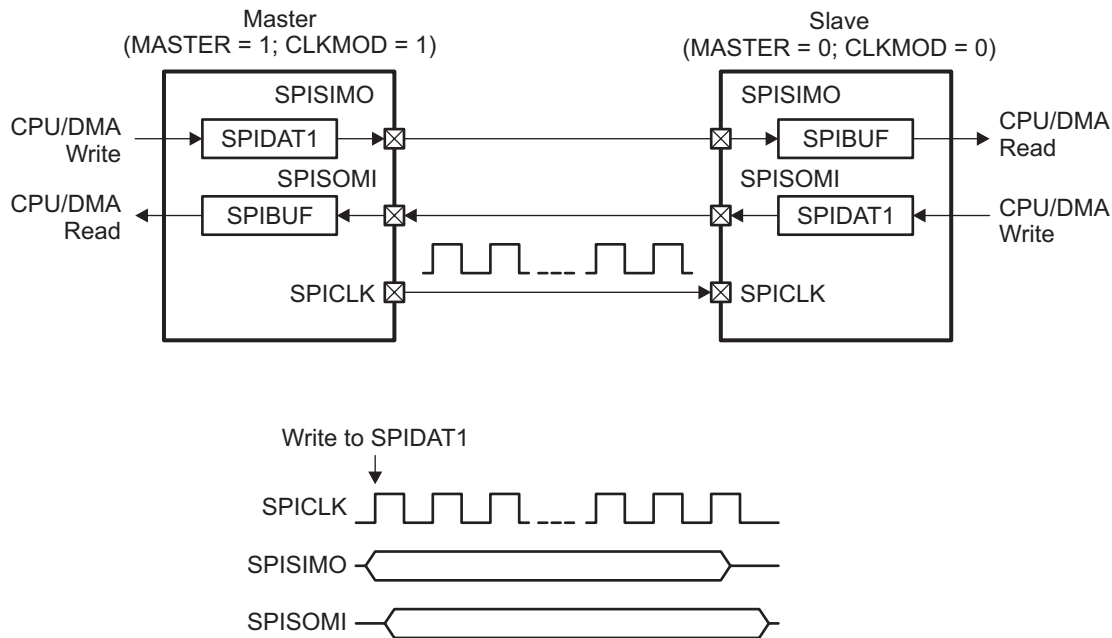 Master
(MASTER = 1; CLKMOD = 1)
Slave
(MASTER = 0; CLKMOD = 0)
SPISIMO
SPISIMO
CPU/DMA
Write
SPIDAT1
SPIBUF
CPU/DMA
Read
SPISOMI
SPISOMI
CPU/DMA
Read
SPIBUF
SPIDAT1
CPU/DMA
Write
SPICLK
SPICLK
Write to SPIDAT1
SPICLK
SPISIMO
SPISOMI